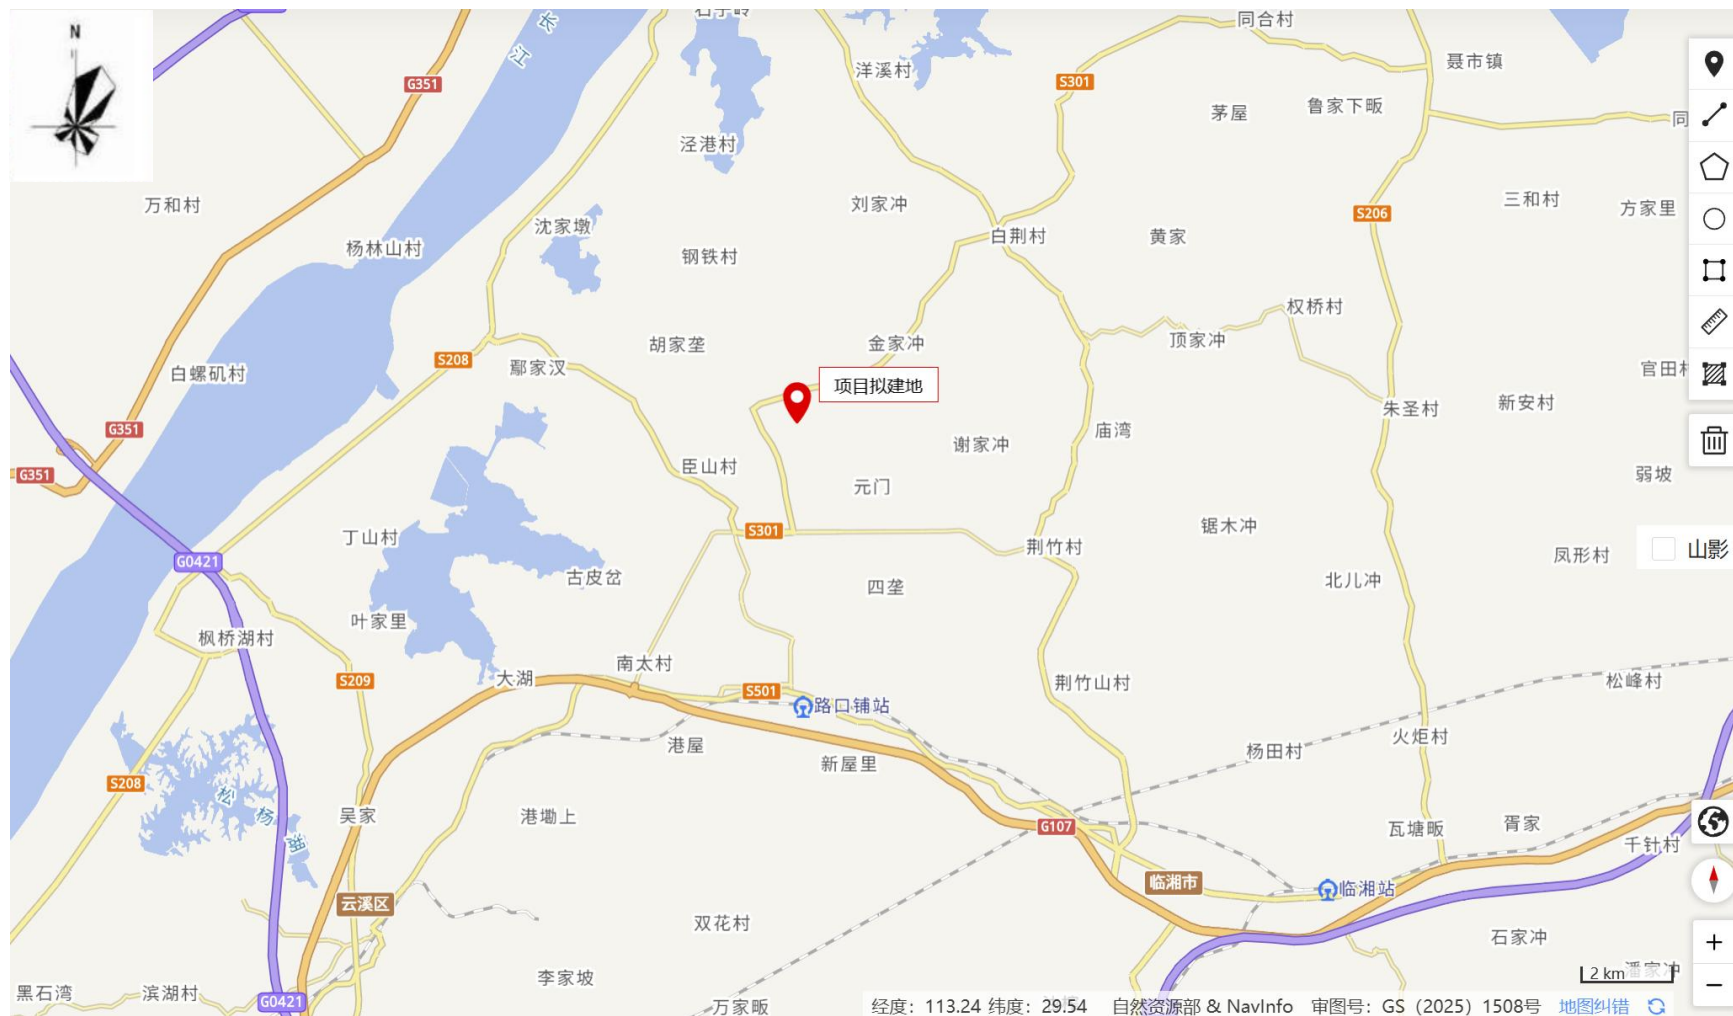 N
长
江
G351
石子岭
同合村
聂市镇
洋溪村
S301
茅屋
鲁家下畈
同
泾港村
万和村
刘家冲
三和村
方家里
S206
沈家墩
杨林山村
白荆村
黄家
钢铁村
权桥村
胡家垄
金家冲
顶家冲
S208
鄢家汊
白螺矶村
官田村
项目拟建地
朱圣村
新安村
G351
谢家冲
庙湾
G351
臣山村
元门
弱坡
丁山村
S301
荆竹村
锯木冲
山影
凤形村
G0421
古皮岔
四垄
北儿冲
叶家里
枫桥湖村
南太村
S209
大湖
S501
荆竹山村
松峰村
路口铺站
港屋
新屋里
杨田村
火炬村
S208
松
杨
湖
吴家
港墈上
G107
瓦塘畈
胥家
千针村
临湘市
临湘站
云溪区
双花村
石家冲
李家坡
2 km
潘家冲
黑石湾
滨湖村
G0421
万家畈
经度：113.24 纬度：29.54
自然资源部 & NavInfo
审图号：GS（2025）1508号
地图纠错